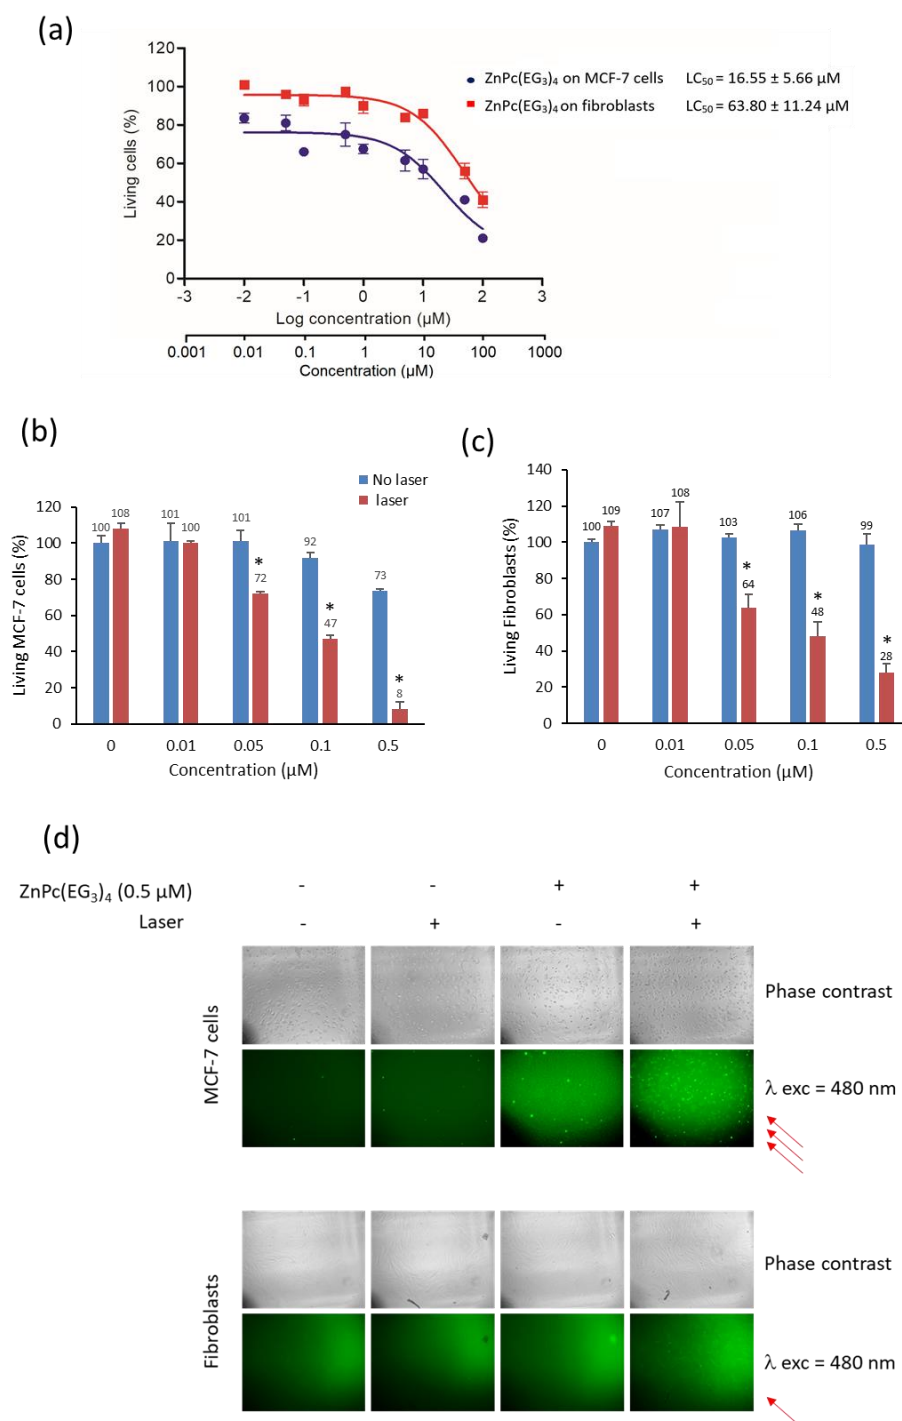 (a)
120
100
80
60
40
20
0
Living cells (%)
ZnPc(EG₃)₄ on MCF-7 cells LC₅₀ = 16.55 ± 5.66 µM
ZnPc(EG₃)₄ on fibroblasts LC₅₀ = 63.80 ± 11.24 µM
-3 -2 -1 0 1 2 3
Log concentration (µM)
0.001 0.01 0.1 1 10 100 1000
Concentration (µM)
(b)
No laser
laser
120
100
80
60
40
20
0
Living MCF-7 cells (%)
100 108 101 100 101 * 72 92 * 47 73 * 8
0 0.01 0.05 0.1 0.5
Concentration (µM)
(c)
140
120
100
80
60
40
20
0
Living Fibroblasts (%)
100 109 107 108 103 * 64 106 * 48 99 * 28
0 0.01 0.05 0.1 0.5
Concentration (µM)
(d)
ZnPc(EG₃)₄ (0.5 µM) - - + +
Laser - + - +
MCF-7 cells
Phase contrast
λ exc = 480 nm
Fibroblasts
Phase contrast
λ exc = 480 nm